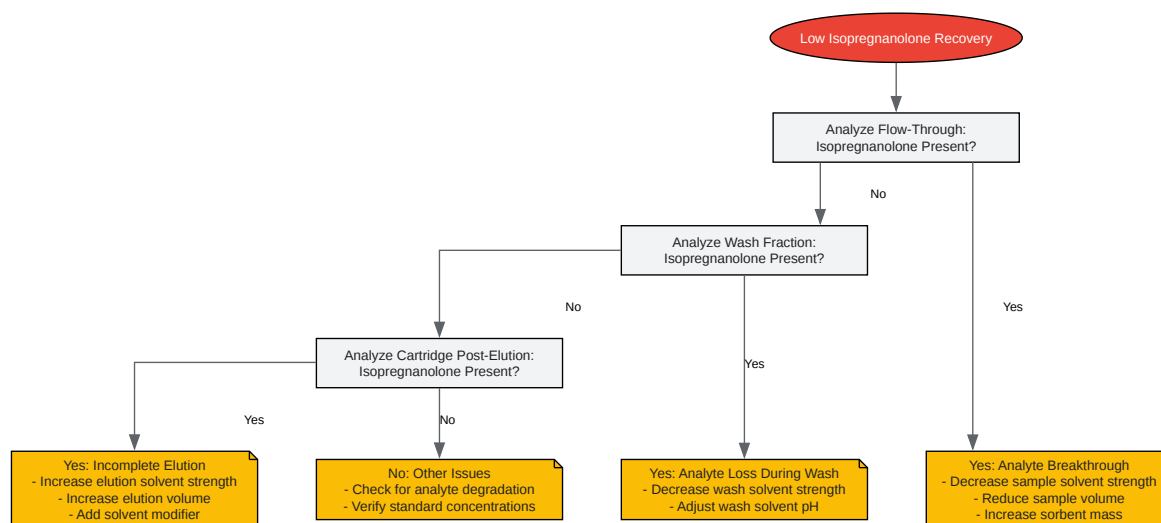 Low Isopregnanolone Recovery
Analyze Flow-Through:
Isopregnanolone Present?
No
Analyze Wash Fraction:
Isopregnanolone Present?
No
Yes
Analyze Cartridge Post-Elution:
Isopregnanolone Present?
Yes
Yes
No
Yes: Incomplete Elution
- Increase elution solvent strength
- Increase elution volume
- Add solvent modifier
No: Other Issues
- Check for analyte degradation
- Verify standard concentrations
Yes: Analyte Loss During Wash
- Decrease wash solvent strength
- Adjust wash solvent pH
Yes: Analyte Breakthrough
- Decrease sample solvent strength
- Reduce sample volume
- Increase sorbent mass